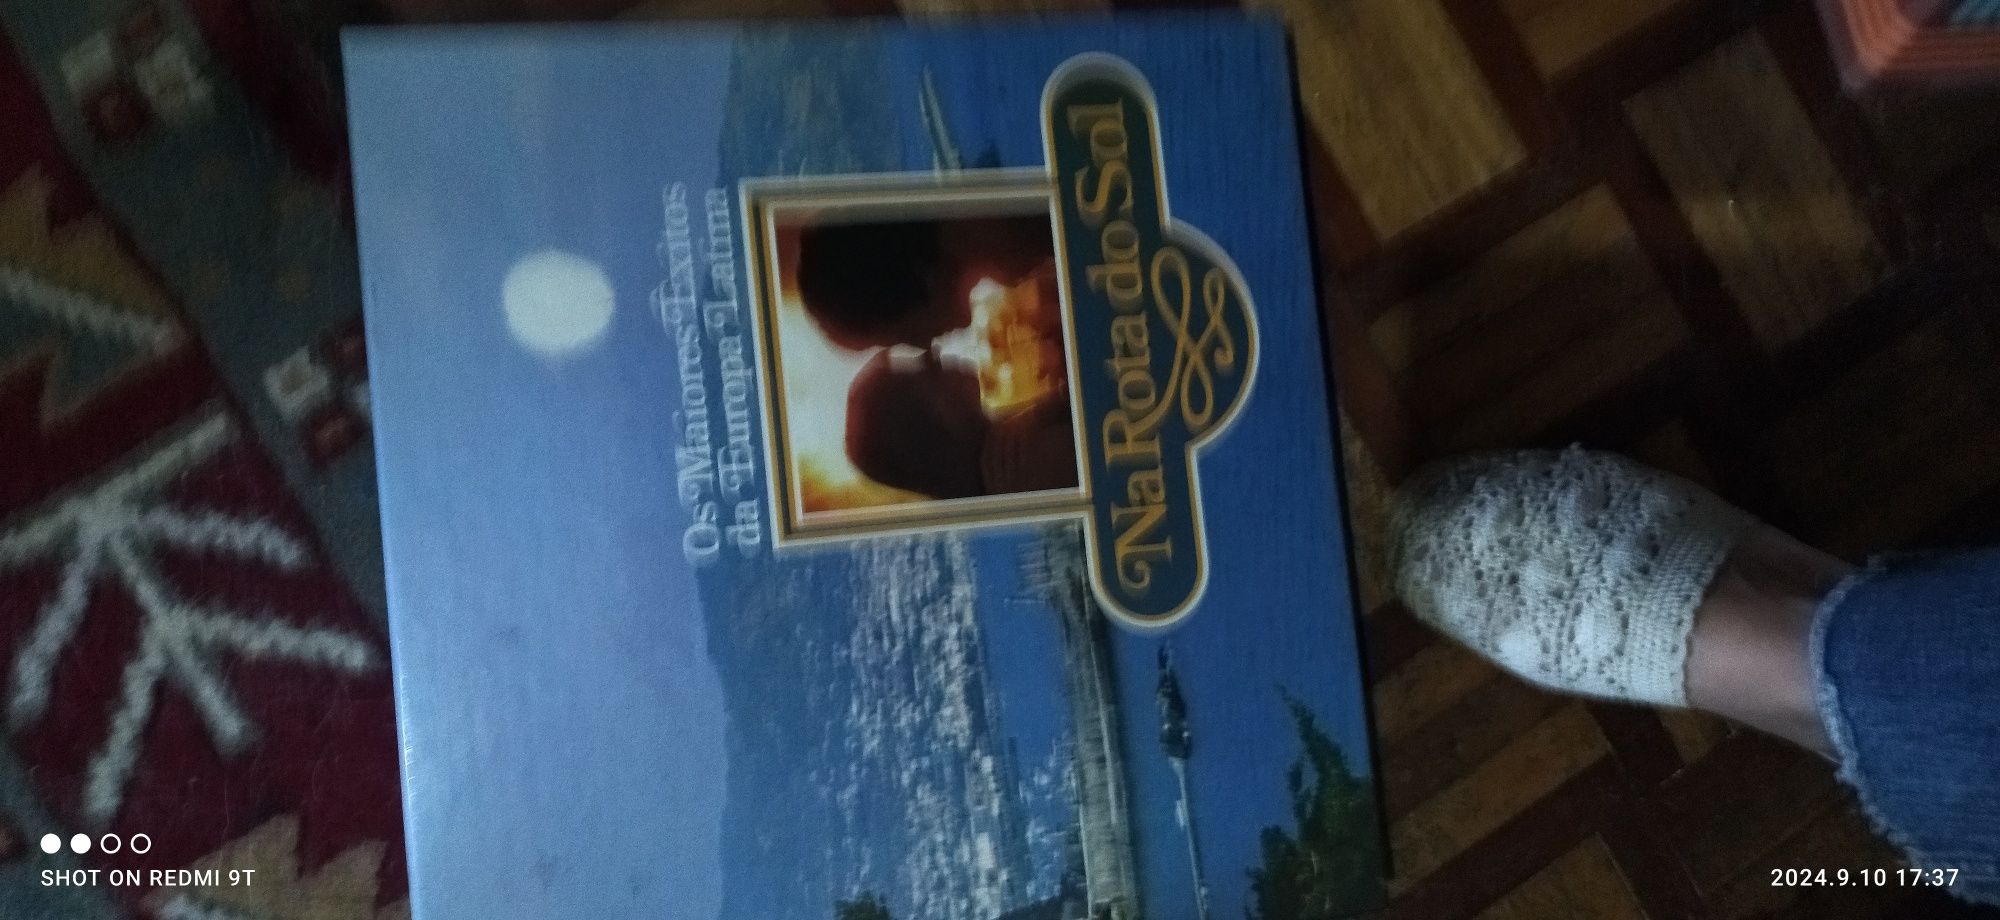 Os Maiores Êxitos
da Europa Latina
Na Rota do Sol
SHOT ON REDMI 9T
2024.9.10 17:37